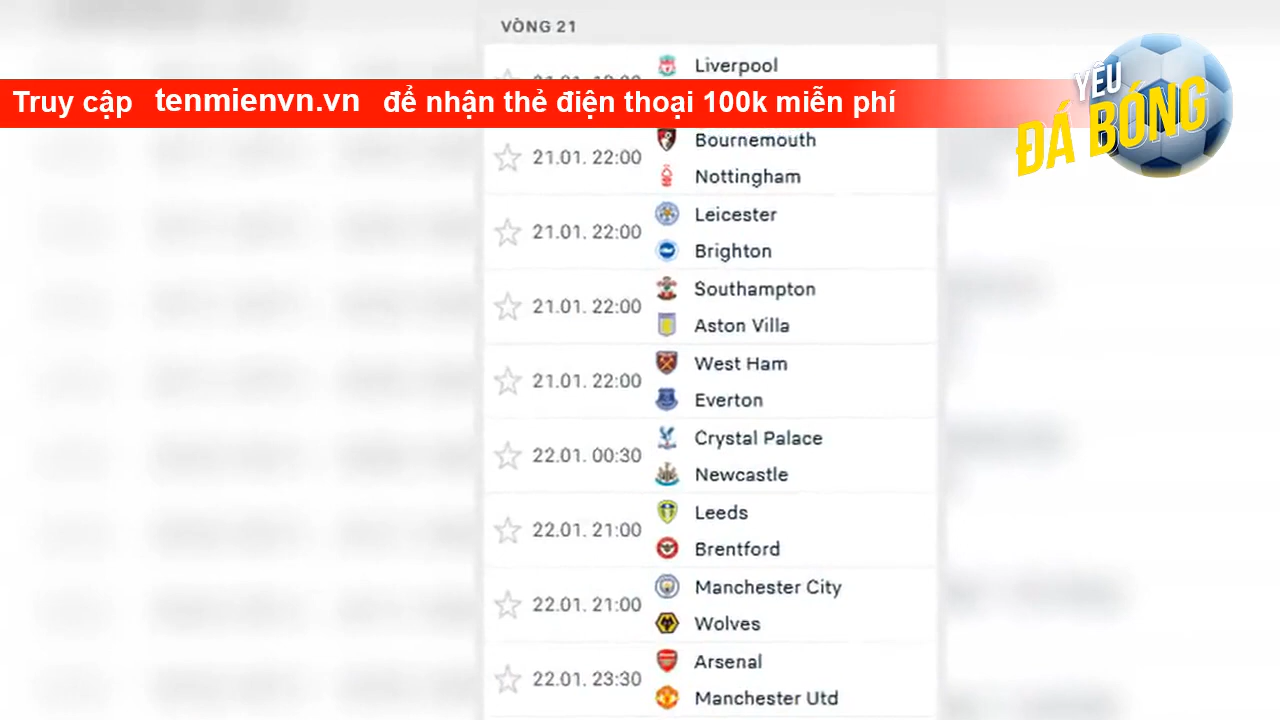 VÒNG 21
Liverpool
Truy cập tenmienvn.vn để nhận thẻ điện thoại 100k miễn phí
YÊU
ĐÁ BÓNG
21.01. 22:00
Bournemouth
Nottingham
21.01. 22:00
Leicester
Brighton
21.01. 22:00
Southampton
Aston Villa
21.01. 22:00
West Ham
Everton
22.01. 00:30
Crystal Palace
Newcastle
22.01. 21:00
Leeds
Brentford
22.01. 21:00
Manchester City
Wolves
22.01. 23:30
Arsenal
Manchester Utd